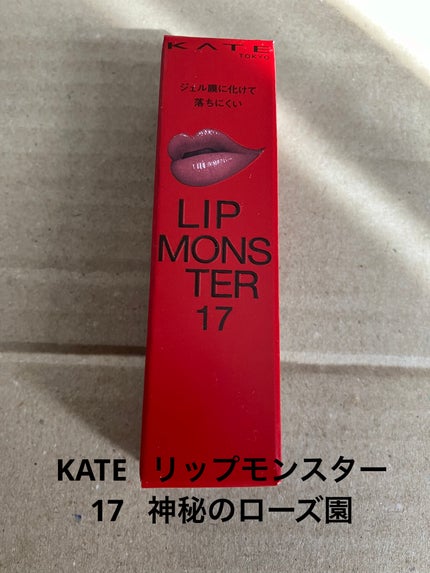 KATE
TOKYO
ジェル膜に化けて
落ちにくい
LIP
MONS
TER
17
KATE リップモンスター
17 神秘のローズ園